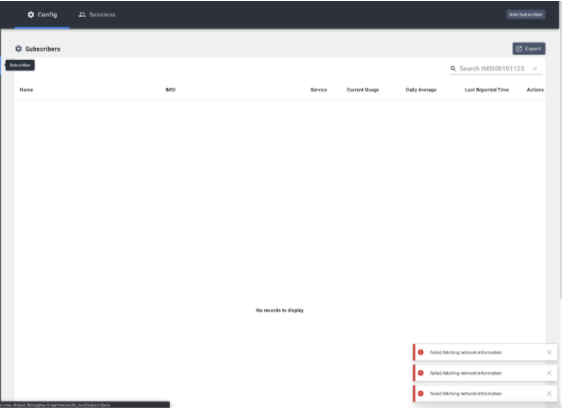 Config
Sessions
Add Subscriber
Subscribers
Export
Subscriber
Search IMSI00101123
Name IMSI Service Current Usage Daily Average Last Reported Time Actions
No records to display
Failed fetching network information
Failed fetching network information
Failed fetching network information